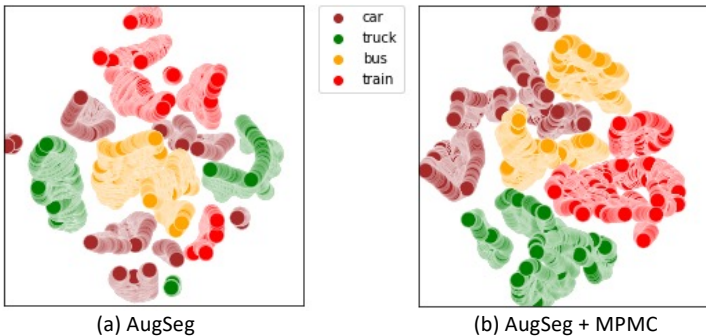 car
truck
bus
train
(a) AugSeg
(b) AugSeg + MPMC